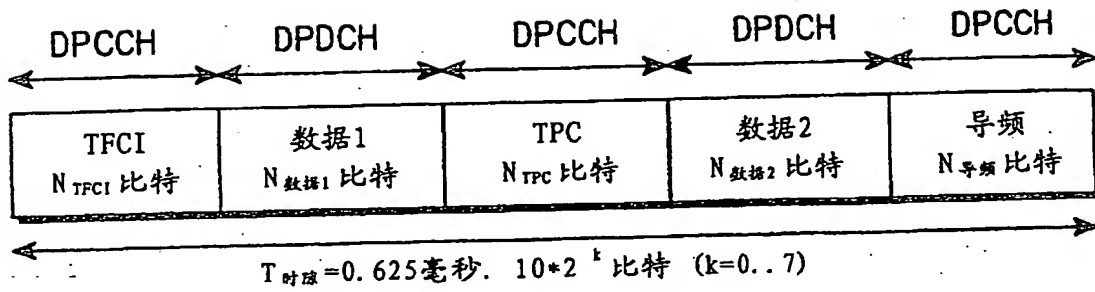 DPCCH DPDCH DPCCH DPDCH DPCCH
TFCI 数据1 TPC 数据2 导频
N TFCI 比特 N 数据1 比特 N TPC 比特 N 数据2 比特 N 导频 比特
T 时隙=0.625毫秒. 10*2 k 比特 (k=0..7)